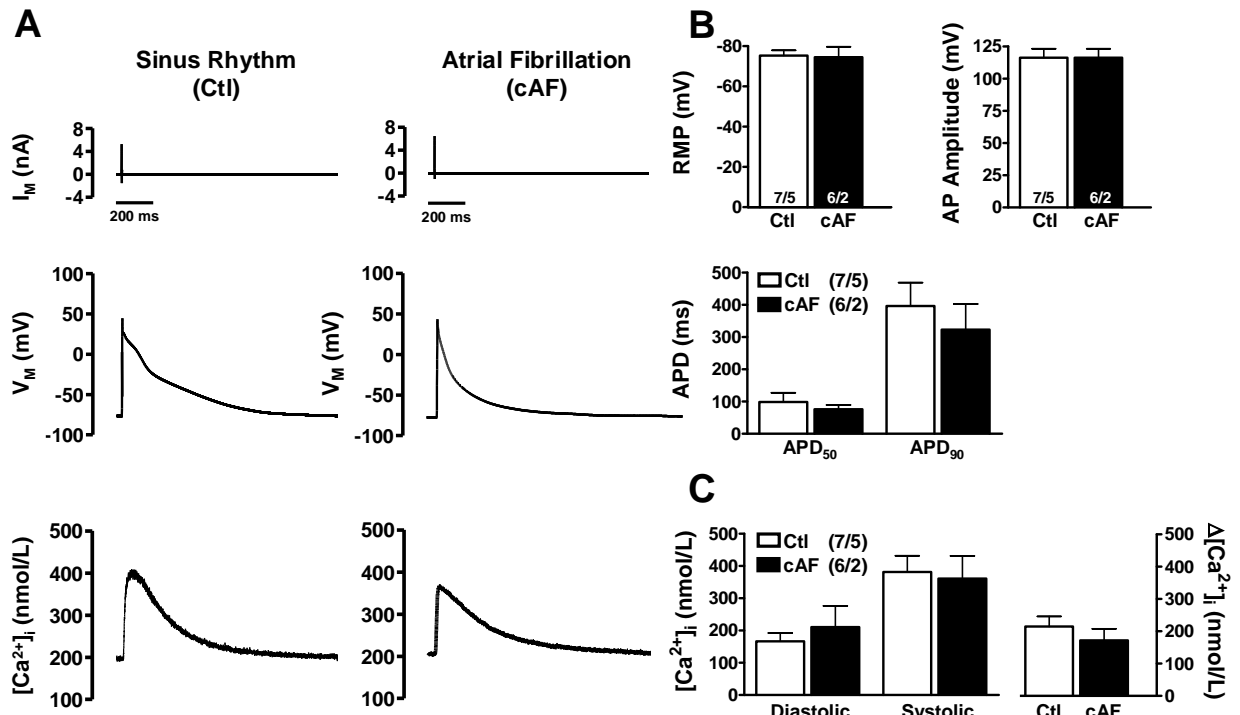 A
Sinus Rhythm
(Ctl)
Atrial Fibrillation
(cAF)
I_M (nA)
8
4
0
-4
200 ms
8
4
0
-4
200 ms
V_M (mV)
100
50
0
-50
-100
V_M (mV)
100
50
0
-50
-100
[Ca²⁺]ᵢ (nmol/L)
500
400
300
200
100
500
400
300
200
100
B
RMP (mV)
-80
-60
-40
-20
0
7/5
6/2
Ctl cAF
AP Amplitude (mV)
125
100
75
50
25
0
7/5
6/2
Ctl cAF
APD (ms)
500
400
300
200
100
0
Ctl (7/5)
cAF (6/2)
APD₅₀ APD₉₀
C
[Ca²⁺]ᵢ (nmol/L)
500
400
300
200
100
0
Ctl (7/5)
cAF (6/2)
Diastolic Systolic
Δ[Ca²⁺]ᵢ (nmol/L)
500
400
300
200
100
0
Ctl cAF